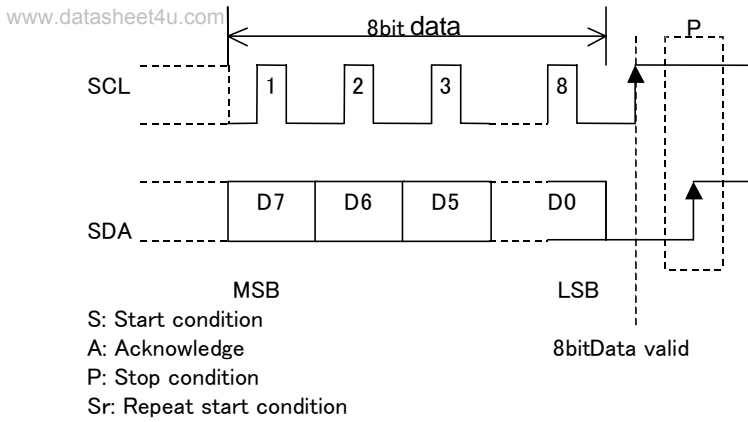 www.datasheet4u.com
8bit data P
SCL 1 2 3 8
D7 D6 D5 D0
SDA
MSB LSB
S: Start condition
A: Acknowledge 8bitData valid
P: Stop condition
Sr: Repeat start condition